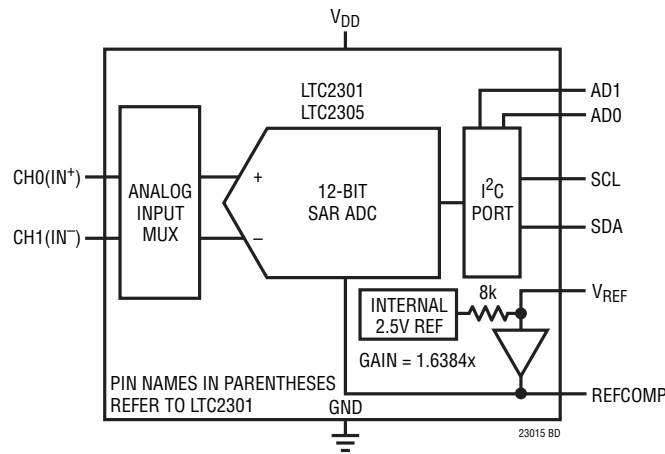 V_DD
LTC2301
LTC2305
AD1
AD0
CH0(IN⁺)
CH1(IN⁻)
ANALOG
INPUT
MUX
+
–
12-BIT
SAR ADC
I²C
PORT
SCL
SDA
INTERNAL
2.5V REF
8k
V_REF
GAIN = 1.6384x
PIN NAMES IN PARENTHESES
REFER TO LTC2301
GND
REFCOMP
23015 BD